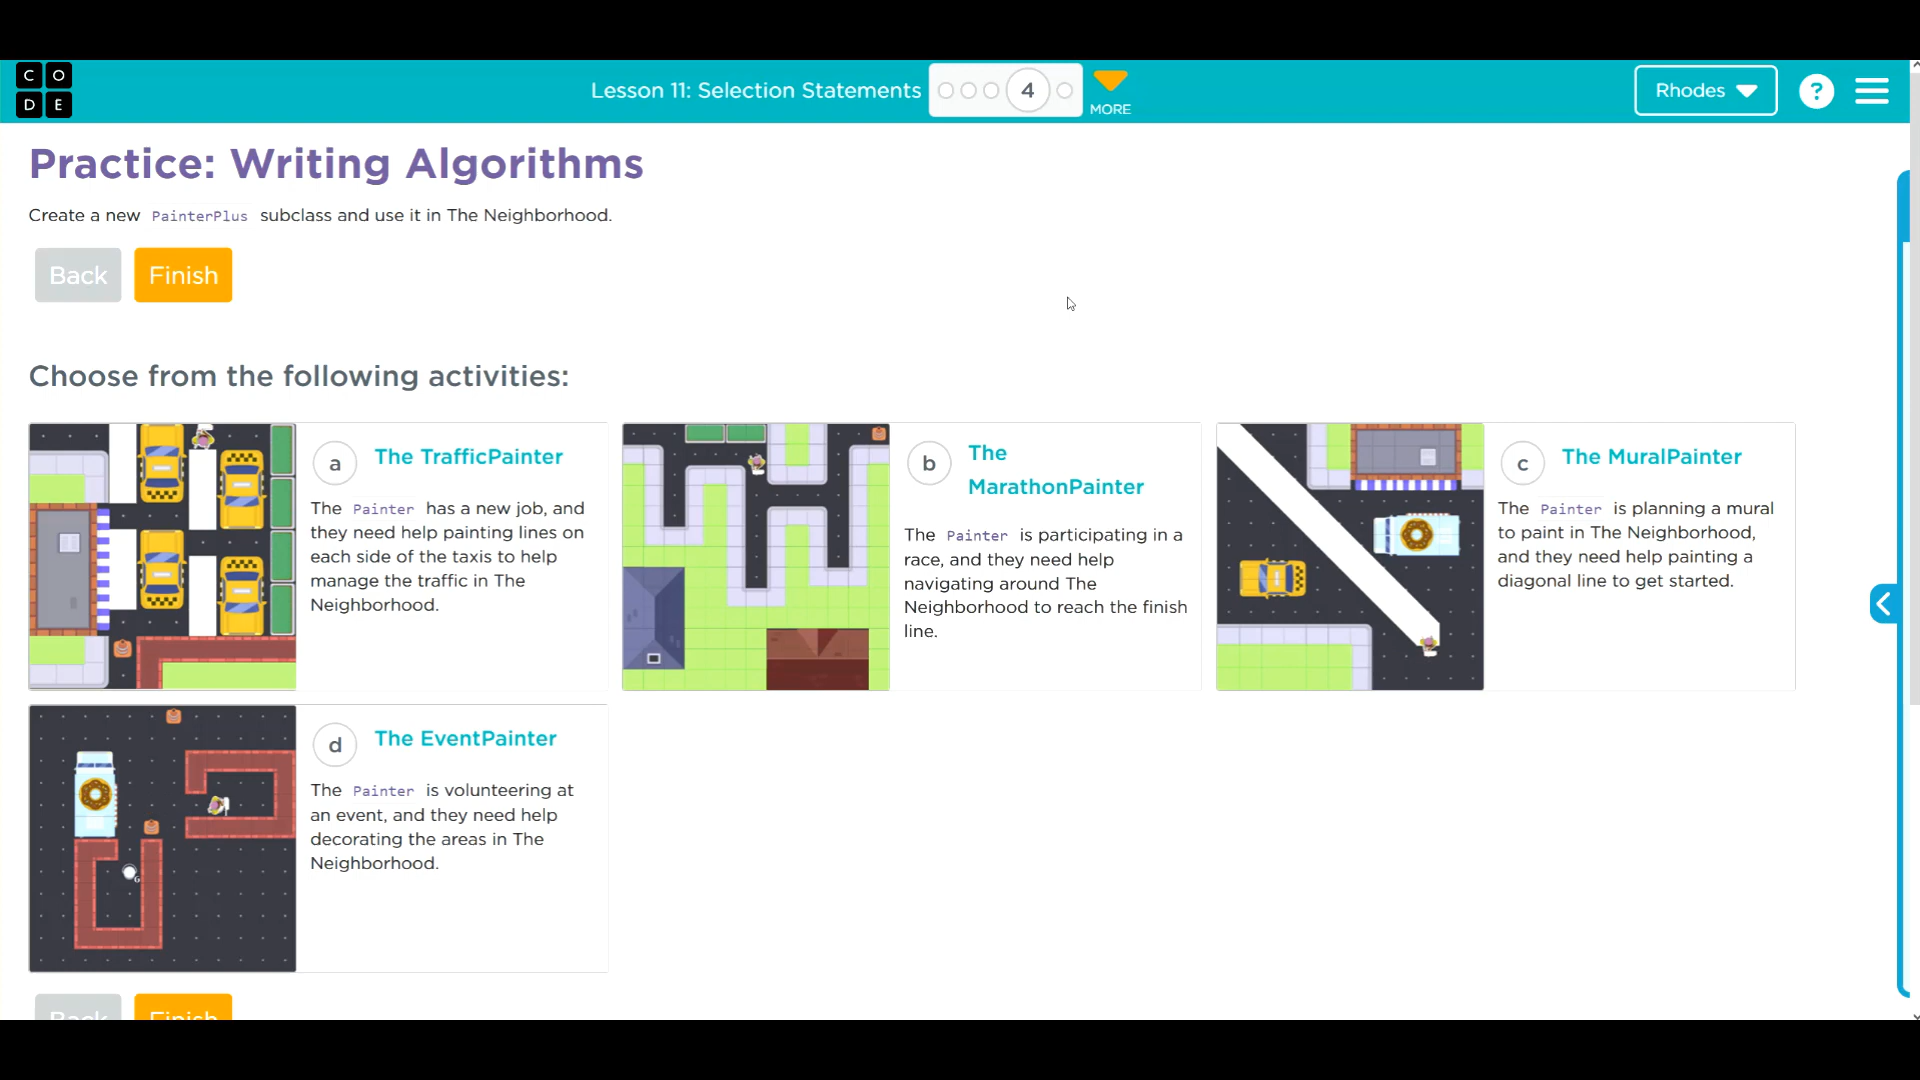 CODE
Lesson 11: Selection Statements
4
MORE
Rhodes
?
Practice: Writing Algorithms
Create a new PainterPlus subclass and use it in The Neighborhood.
Back
Finish
Choose from the following activities:
a
The TrafficPainter
The Painter has a new job, and
they need help painting lines on
each side of the taxis to help
manage the traffic in The
Neighborhood.
b
The
MarathonPainter
The Painter is participating in a
race, and they need help
navigating around The
Neighborhood to reach the finish
line.
c
The MuralPainter
The Painter is planning a mural
to paint in The Neighborhood,
and they need help painting a
diagonal line to get started.
d
The EventPainter
The Painter is volunteering at
an event, and they need help
decorating the areas in The
Neighborhood.
6
Back
Finish